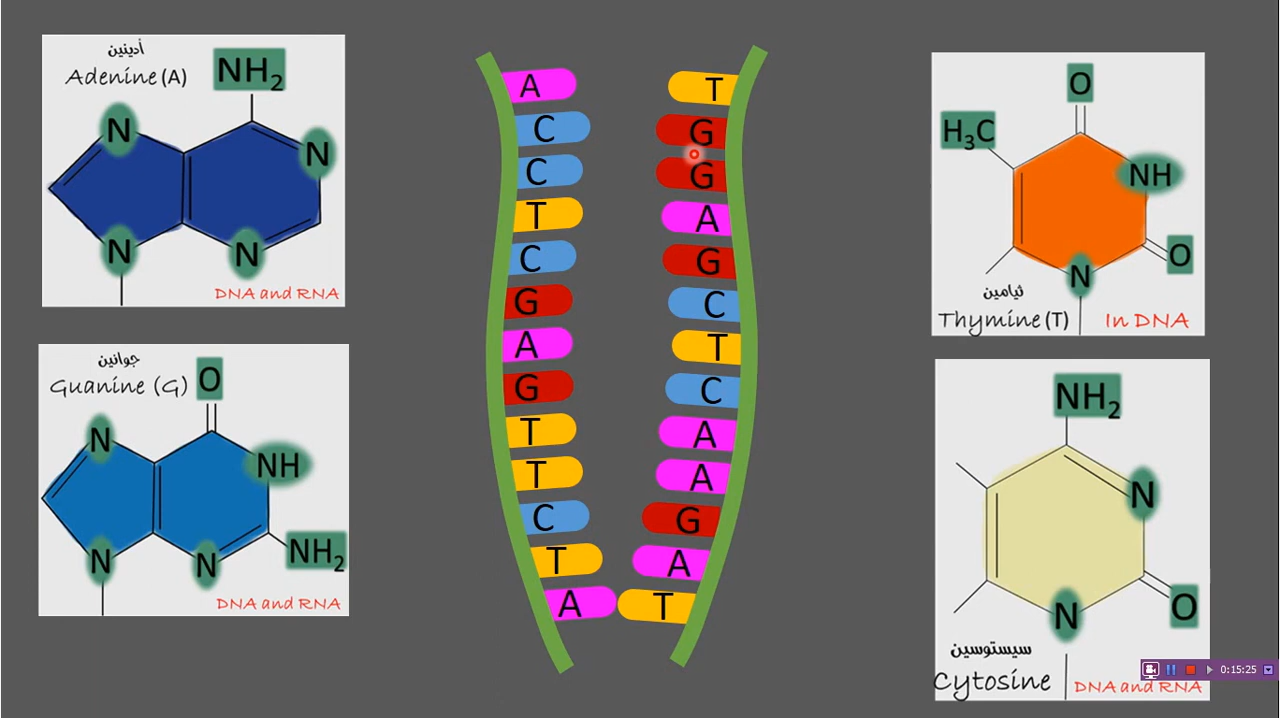 أدينين
Adenine (A)
NH2
N
N
N
N
DNA and RNA
جوانين
Guanine (G)
O
N
NH
N
N
NH2
DNA and RNA
A T
C G
C G
T A
C G
G C
A T
G C
T A
T A
C G
T A
A T
O
H3C
NH
O
N
ثيامين
Thymine (T)
In DNA
NH2
N
O
N
سيستوسين
Cytosine
DNA and RNA
0:15:25